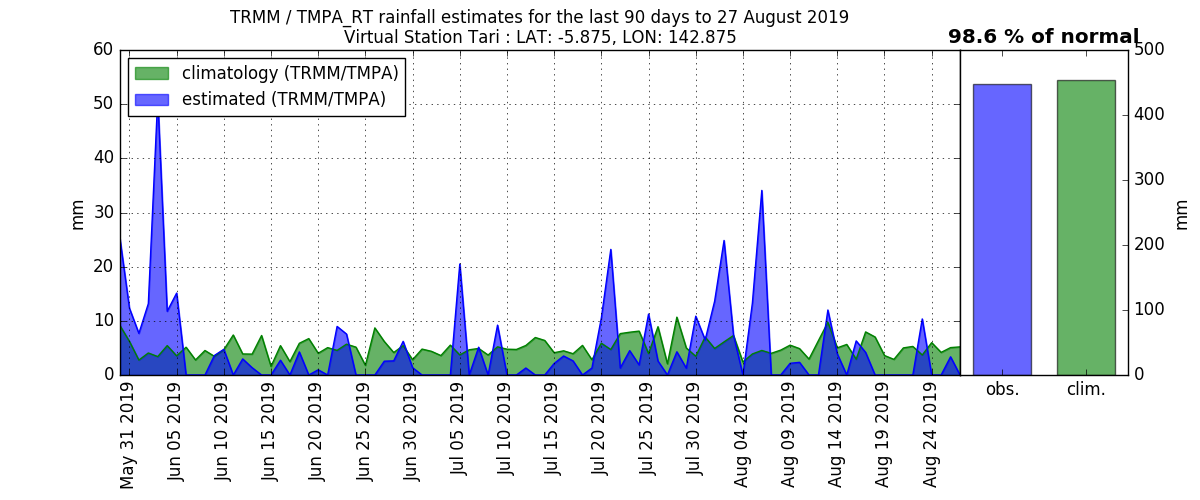 TRMM / TMPA_RT rainfall estimates for the last 90 days to 27 August 2019
Virtual Station Tari : LAT: -5.875, LON: 142.875
98.6 % of normal
climatology (TRMM/TMPA)
estimated (TRMM/TMPA)
60
50
40
30
20
10
0
mm
May 31 2019
Jun 05 2019
Jun 10 2019
Jun 15 2019
Jun 20 2019
Jun 25 2019
Jun 30 2019
Jul 05 2019
Jul 10 2019
Jul 15 2019
Jul 20 2019
Jul 25 2019
Jul 30 2019
Aug 04 2019
Aug 09 2019
Aug 14 2019
Aug 19 2019
Aug 24 2019
obs.
clim.
500
400
300
200
100
0
mm